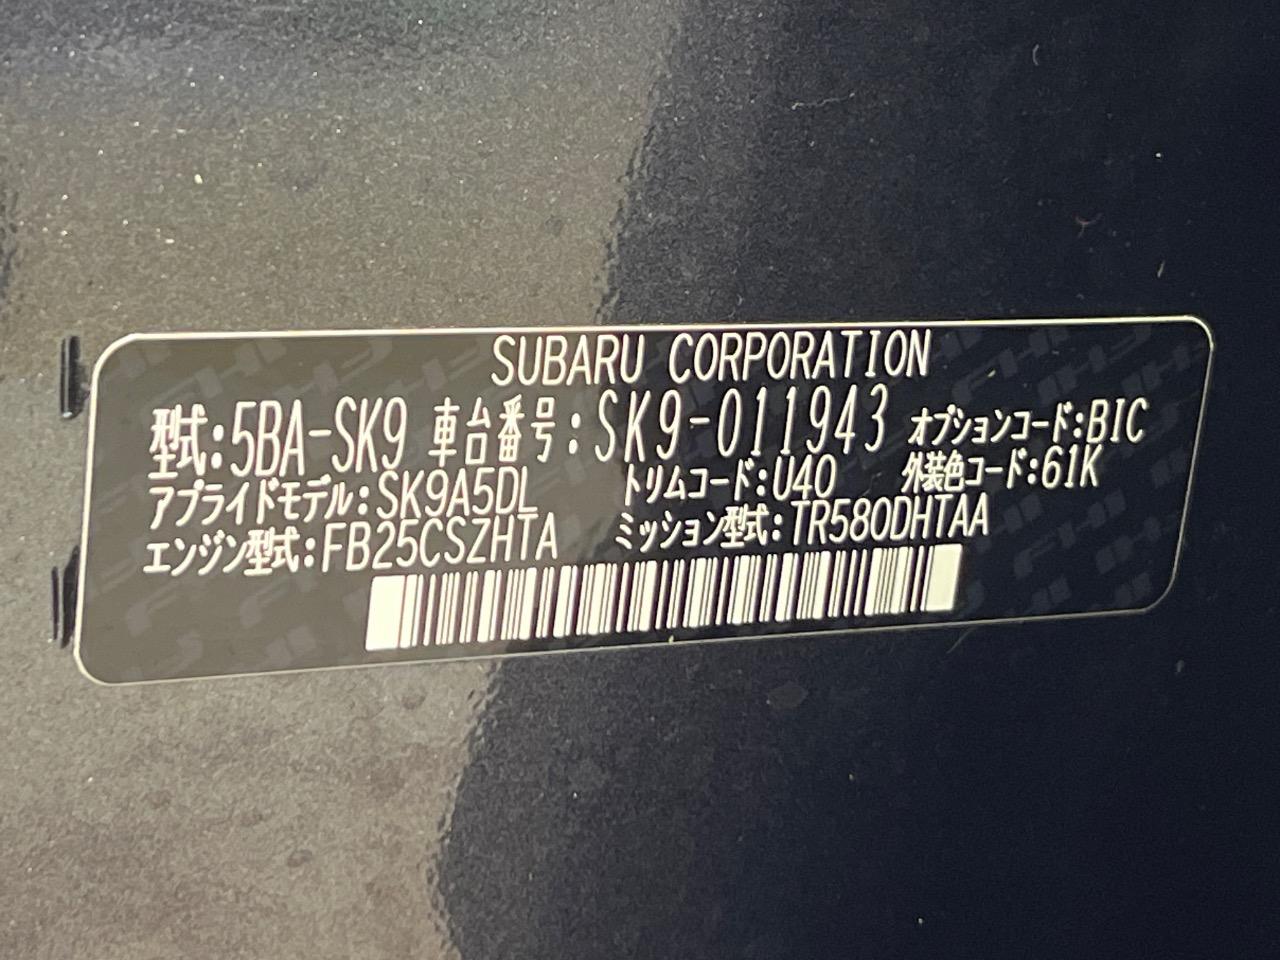 SUBARU CORPORATION
型式:5BA-SK9 車台番号:SK9-011943 オプションコード:BIC
アプライドモデル:SK9A5DL トリムコード:U40 外装色コード:61K
エンジン型式:FB25CSZHTA ミッション型式:TR580DHTAA